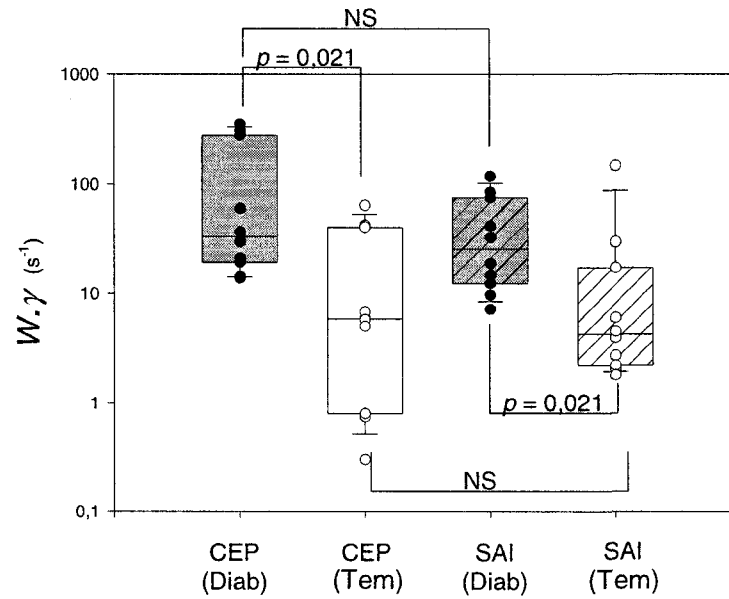 NS
p = 0,021
1000
100
10
1
0,1
W.γ (s-1)
p = 0,021
NS
CEP
(Diab)
CEP
(Tem)
SAI
(Diab)
SAI
(Tem)